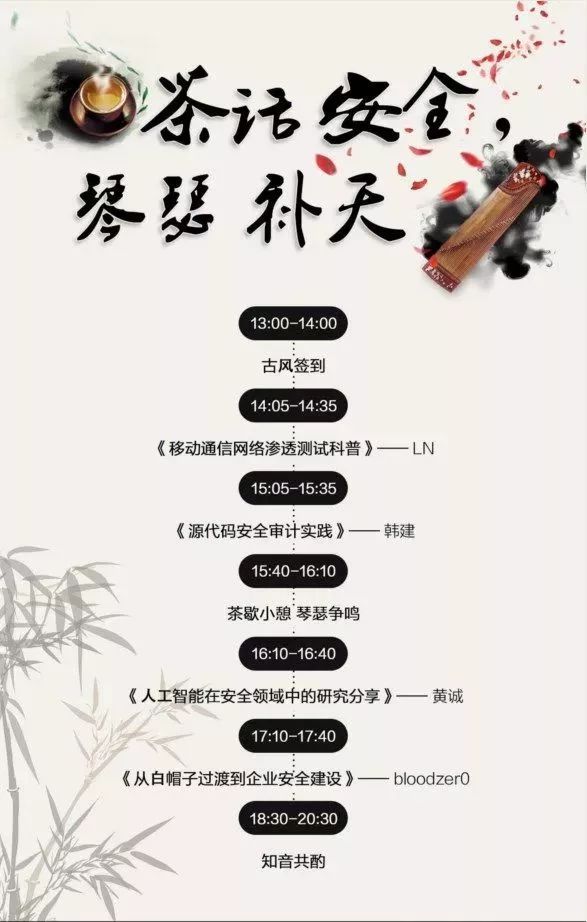 茶话安全，
琴瑟补天
13:00-14:00
古风签到
14:05-14:35
《移动通信网络渗透测试科普》—— LN
15:05-15:35
《源代码安全审计实践》—— 韩建
15:40-16:10
茶歇小憩 琴瑟争鸣
16:10-16:40
《人工智能在安全领域中的研究分享》—— 黄诚
17:10-17:40
《从白帽子过渡到企业安全建设》—— bloodzer0
18:30-20:30
知音共酌